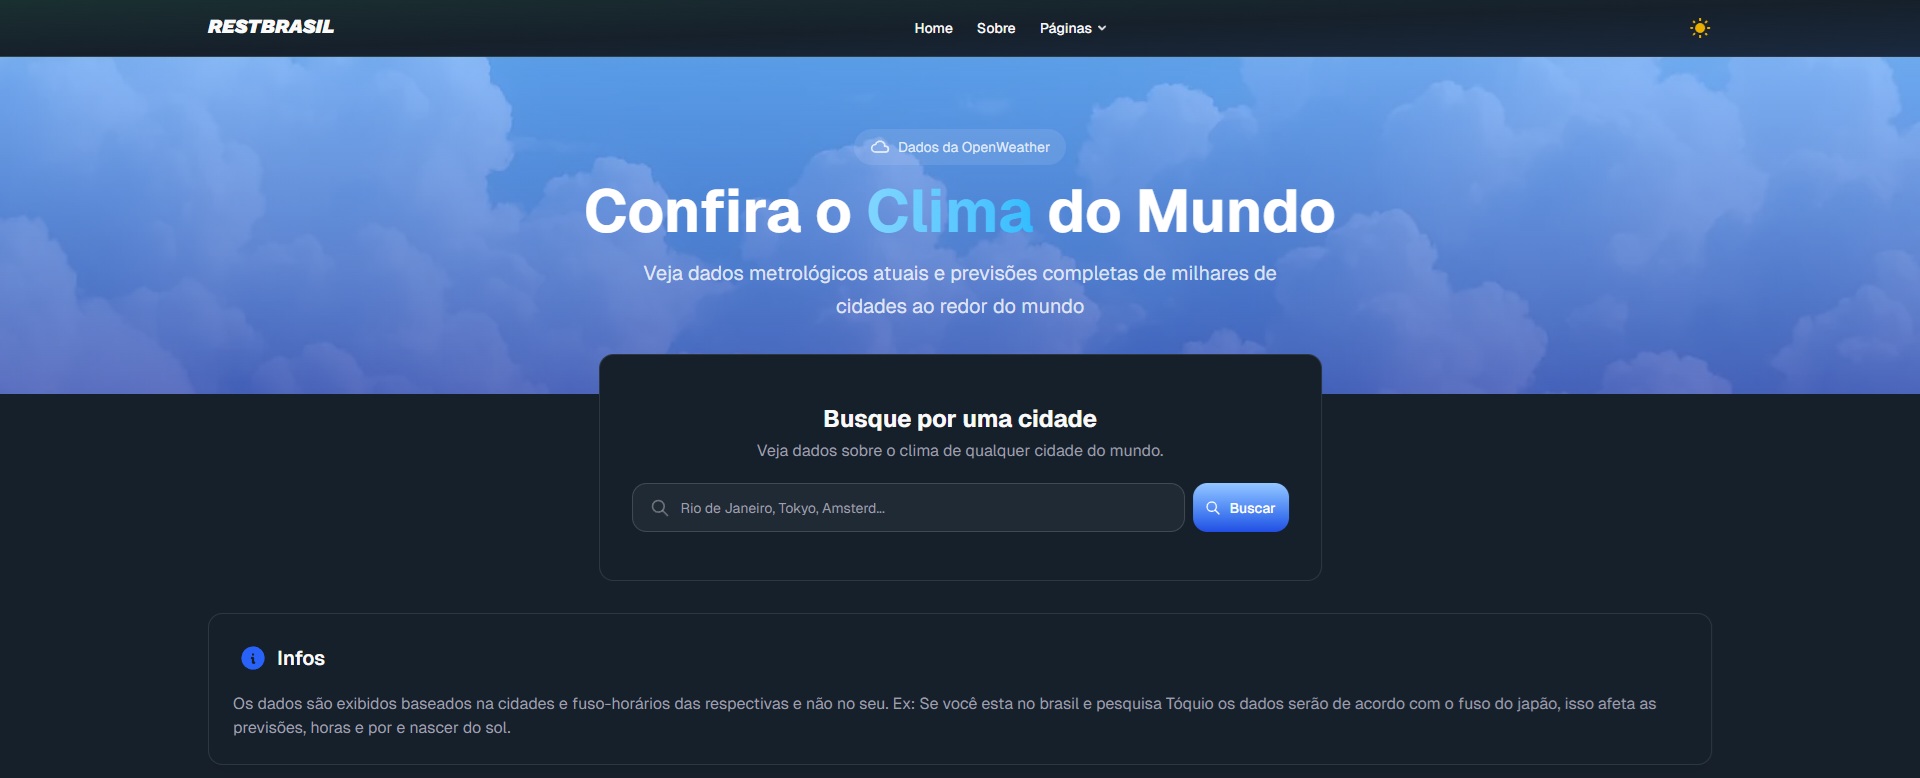 RESTBRASIL
Home Sobre Páginas
Dados da OpenWeather
Confira o Clima do Mundo
Veja dados metrológicos atuais e previsões completas de milhares de
cidades ao redor do mundo
Busque por uma cidade
Veja dados sobre o clima de qualquer cidade do mundo.
Rio de Janeiro, Tokyo, Amsterd...
Buscar
Infos
Os dados são exibidos baseados na cidades e fuso-horários das respectivas e não no seu. Ex: Se você esta no brasil e pesquisa Tóquio os dados serão de acordo com o fuso do japão, isso afeta as
previsões, horas e por e nascer do sol.